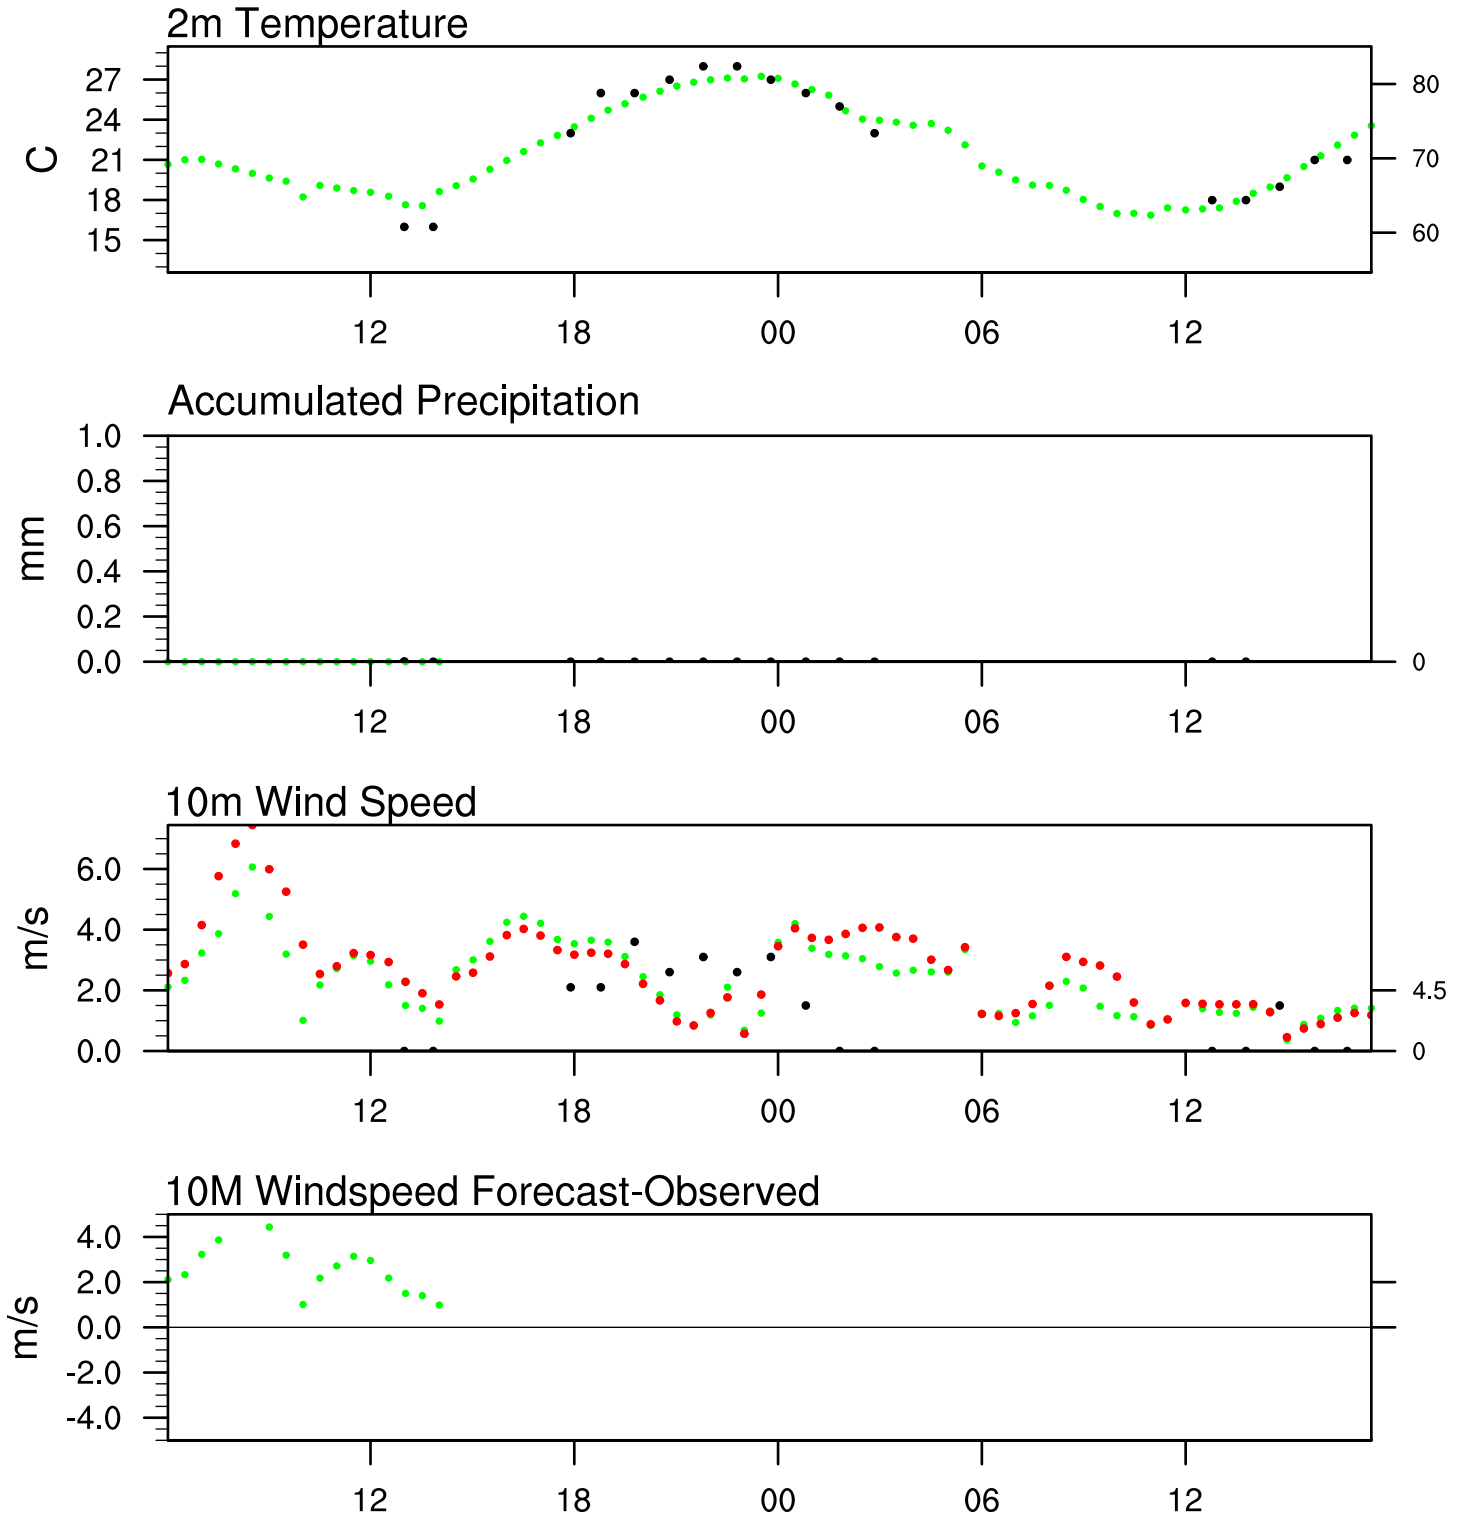 2m Temperature
27
24
21
18
15
C
80
70
60
12 18 00 06 12
Accumulated Precipitation
1.0
0.8
0.6
0.4
0.2
0.0
mm
0
12 18 00 06 12
10m Wind Speed
6.0
4.0
2.0
0.0
m/s
4.5
0
12 18 00 06 12
10M Windspeed Forecast-Observed
4.0
2.0
0.0
-2.0
-4.0
m/s
12 18 00 06 12